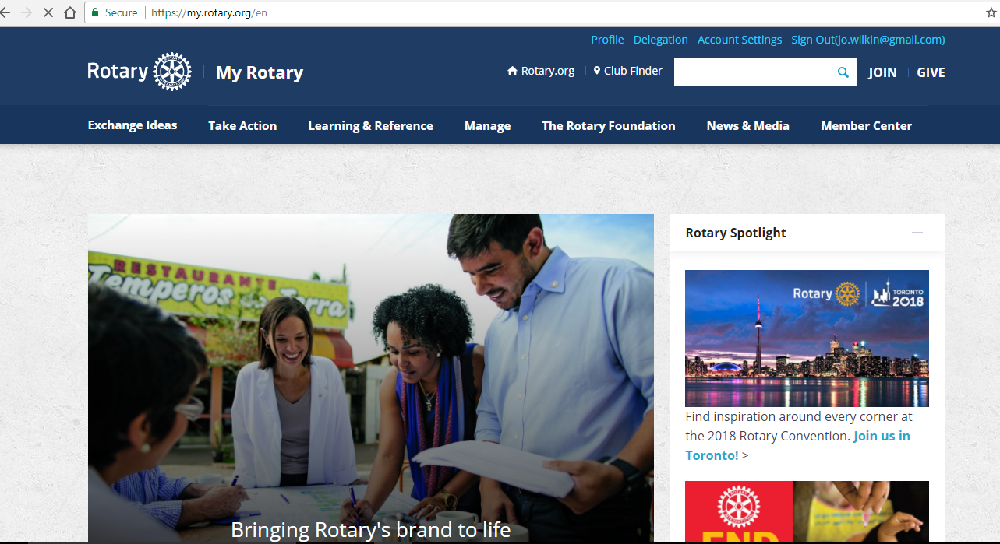 Secure https://my.rotary.org/en
Profile Delegation Account Settings Sign Out(jo.wilkin@gmail.com)
Rotary My Rotary Rotary.org Club Finder JOIN GIVE
Exchange Ideas Take Action Learning & Reference Manage The Rotary Foundation News & Media Member Center
RESTAURANTE
Temperos da Terra
Bringing Rotary's brand to life
Rotary Spotlight
Rotary TORONTO
2018
Find inspiration around every corner at
the 2018 Rotary Convention. Join us in
Toronto! >
END